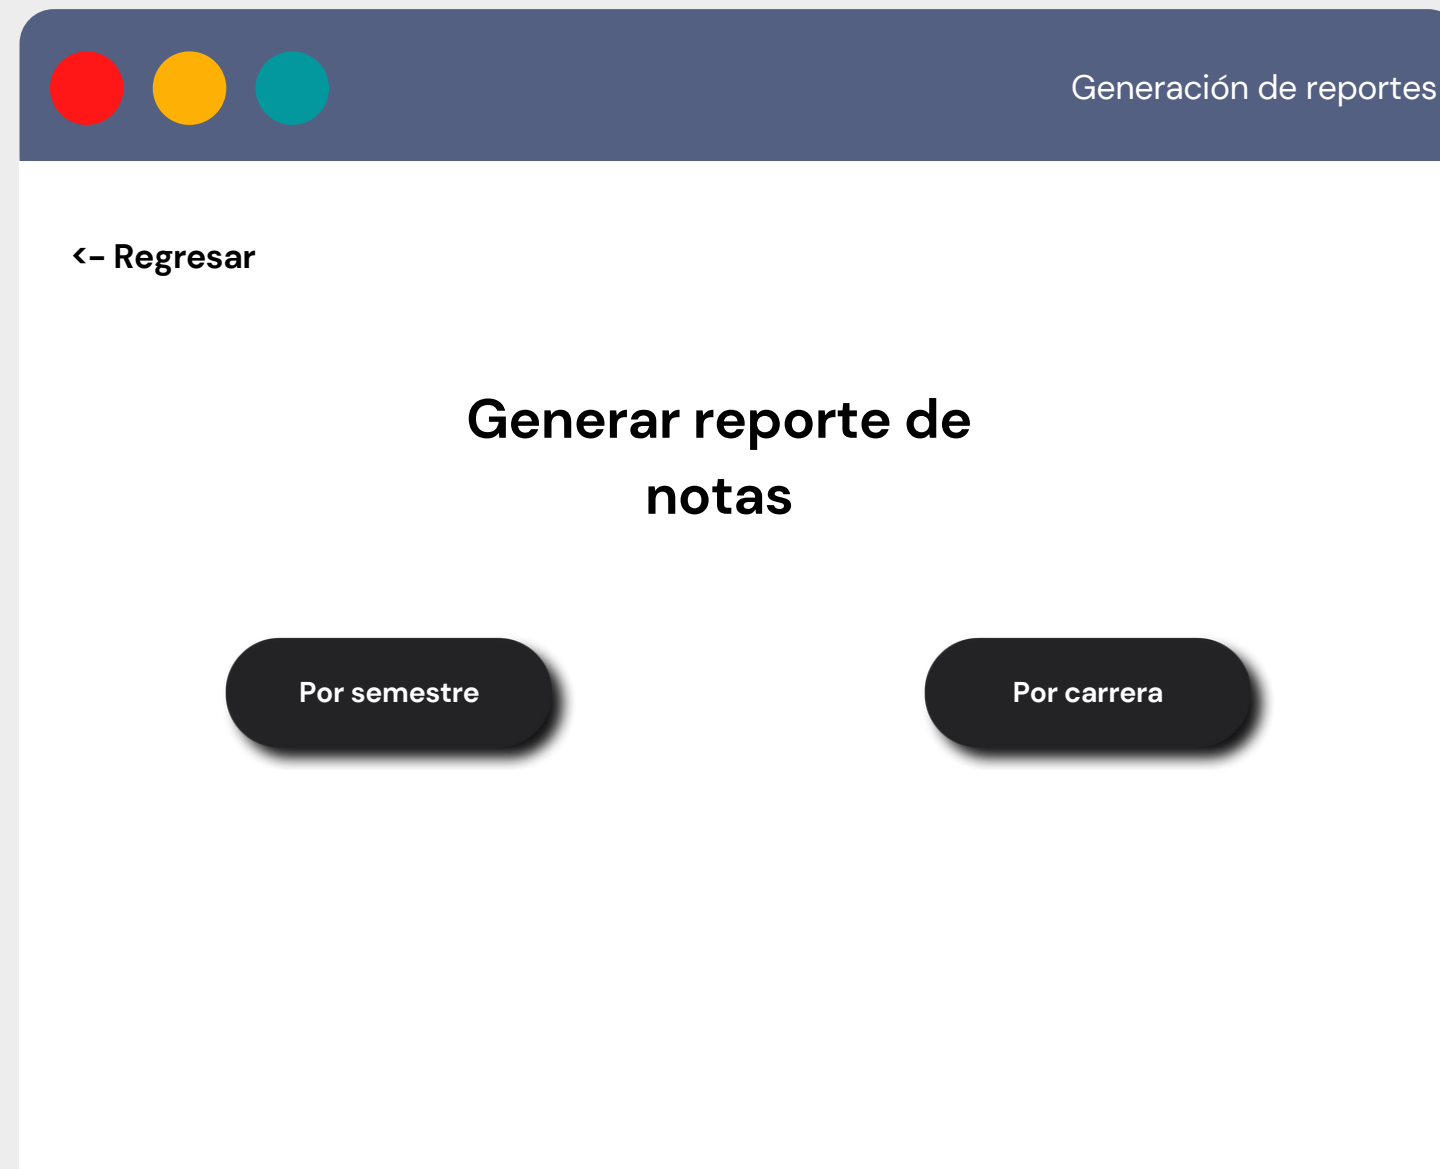 Generación de reportes
<- Regresar
Generar reporte de
notas
Por semestre
Por carrera